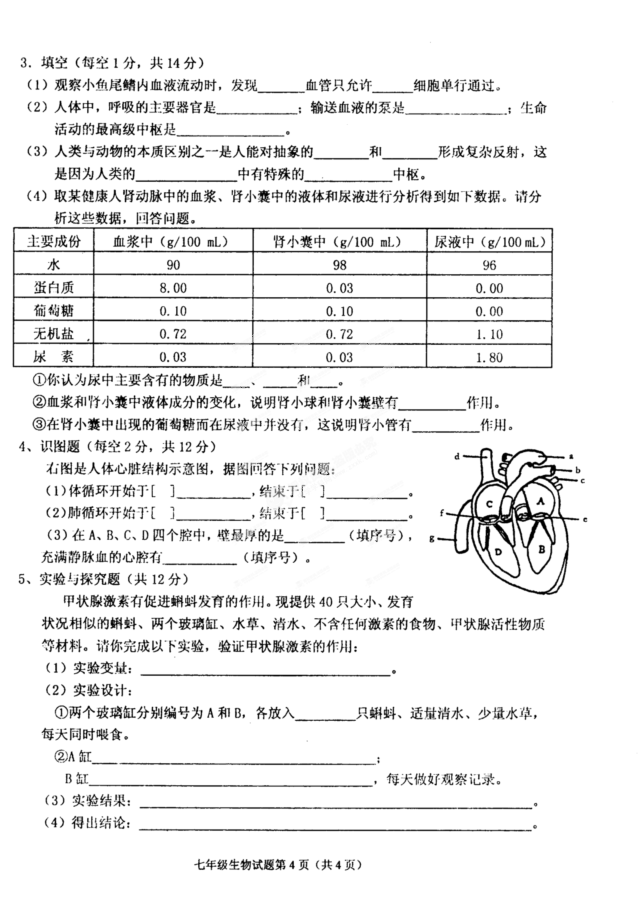 3．填空（每空1分，共14分）
（1）观察小鱼尾鳍内血液流动时，发现______血管只允许______细胞单行通过。
（2）人体中，呼吸的主要器官是__________；输送血液的泵是____________；生命
活动的最高级中枢是______________。
（3）人类与动物的本质区别之一是人能对抽象的_______和_______形成复杂反射，这
是因为人类的_____________中有特殊的___________中枢。
（4）取某健康人肾动脉中的血浆、肾小囊中的液体和尿液进行分析得到如下数据。请分
析这些数据，回答问题。
主要成份 血浆中（g/100 mL） 肾小囊中（g/100 mL） 尿液中（g/100 mL）
水 90 98 96
蛋白质 8.00 0.03 0.00
葡萄糖 0.10 0.10 0.00
无机盐 0.72 0.72 1.10
尿 素 0.03 0.03 1.80
①你认为尿中主要含有的物质是____、____和____。
②血浆和肾小囊中液体成分的变化，说明肾小球和肾小囊壁有_________作用。
③在肾小囊中出现的葡萄糖而在尿液中并没有，这说明肾小管有_________作用。
4、识图题（每空2分，共12分）
右图是人体心脏结构示意图，据图回答下列问题：
(1)体循环开始于[ ]__________,结束于[ ]__________。
(2)肺循环开始于[ ]__________,结束于[ ]__________。
(3)在A、B、C、D四个腔中，壁最厚的是_______（填序号），
充满静脉血的心腔有_________（填序号）。
d
a
b
c
C
A
f
e
g
D
B
5、实验与探究题（共12分）
甲状腺激素有促进蝌蚪发育的作用。现提供40只大小、发育
状况相似的蝌蚪、两个玻璃缸、水草、清水、不含任何激素的食物、甲状腺活性物质
等材料。请你完成以下实验，验证甲状腺激素的作用：
（1）实验变量：________________________________。
（2）实验设计：
①两个玻璃缸分别编号为A和B，各放入________只蝌蚪、适量清水、少量水草，
每天同时喂食。
②A缸____________________________________；
B缸____________________________________，每天做好观察记录。
（3）实验结果：__________________________________________________。
（4）得出结论：__________________________________________________。
七年级生物试题第4页（共4页）